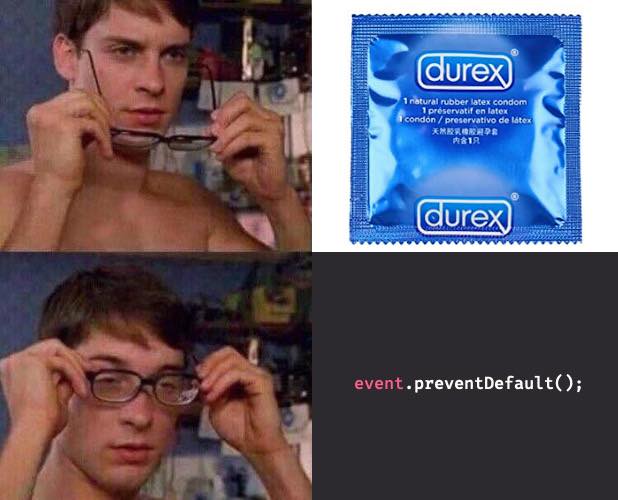 durex®
1 natural rubber latex condom
1 préservatif en latex
1 condón / preservativo de látex
天然胶乳橡胶避孕套
内含1只
durex®
event.preventDefault();